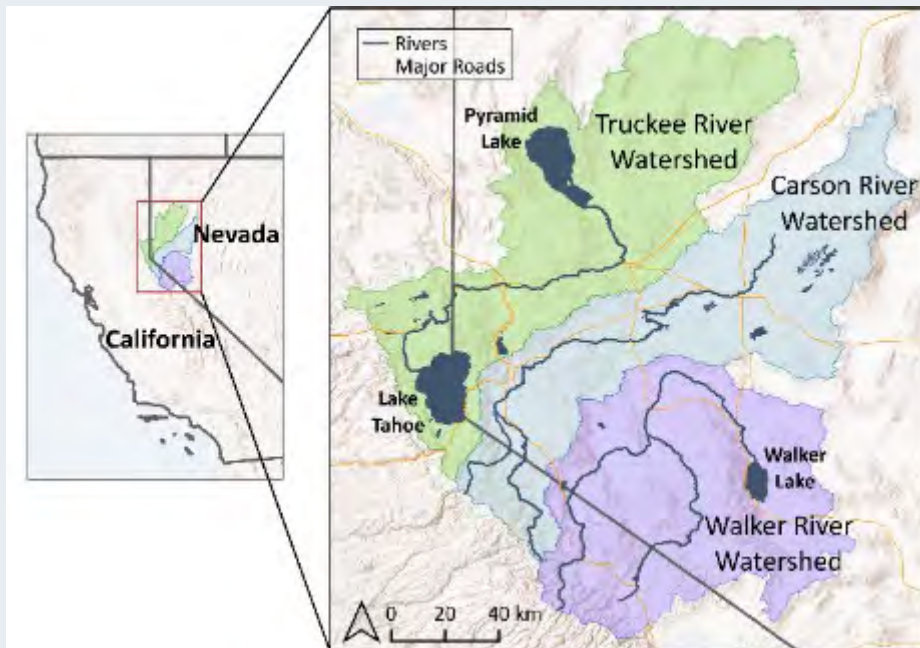 Rivers
Major Roads
Pyramid
Lake
Truckee River
Watershed
Carson River
Watershed
Nevada
California
Lake
Tahoe
Walker
Lake
Walker River
Watershed
0 20 40 km